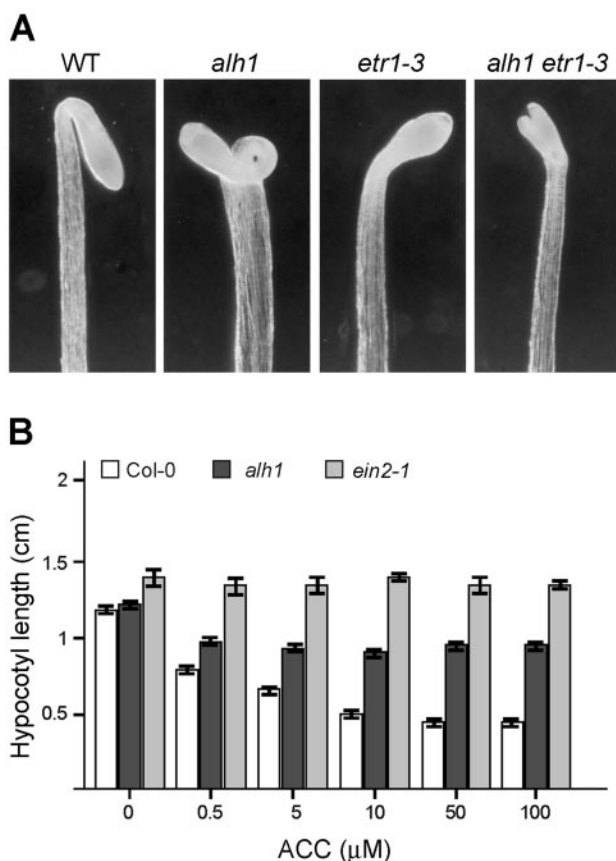 A
WT alh1 etr1-3 alh1 etr1-3
B
Col-0 alh1 ein2-1
2
1.5
1
0.5
Hypocotyl length (cm)
0 0.5 5 10 50 100
ACC (µM)